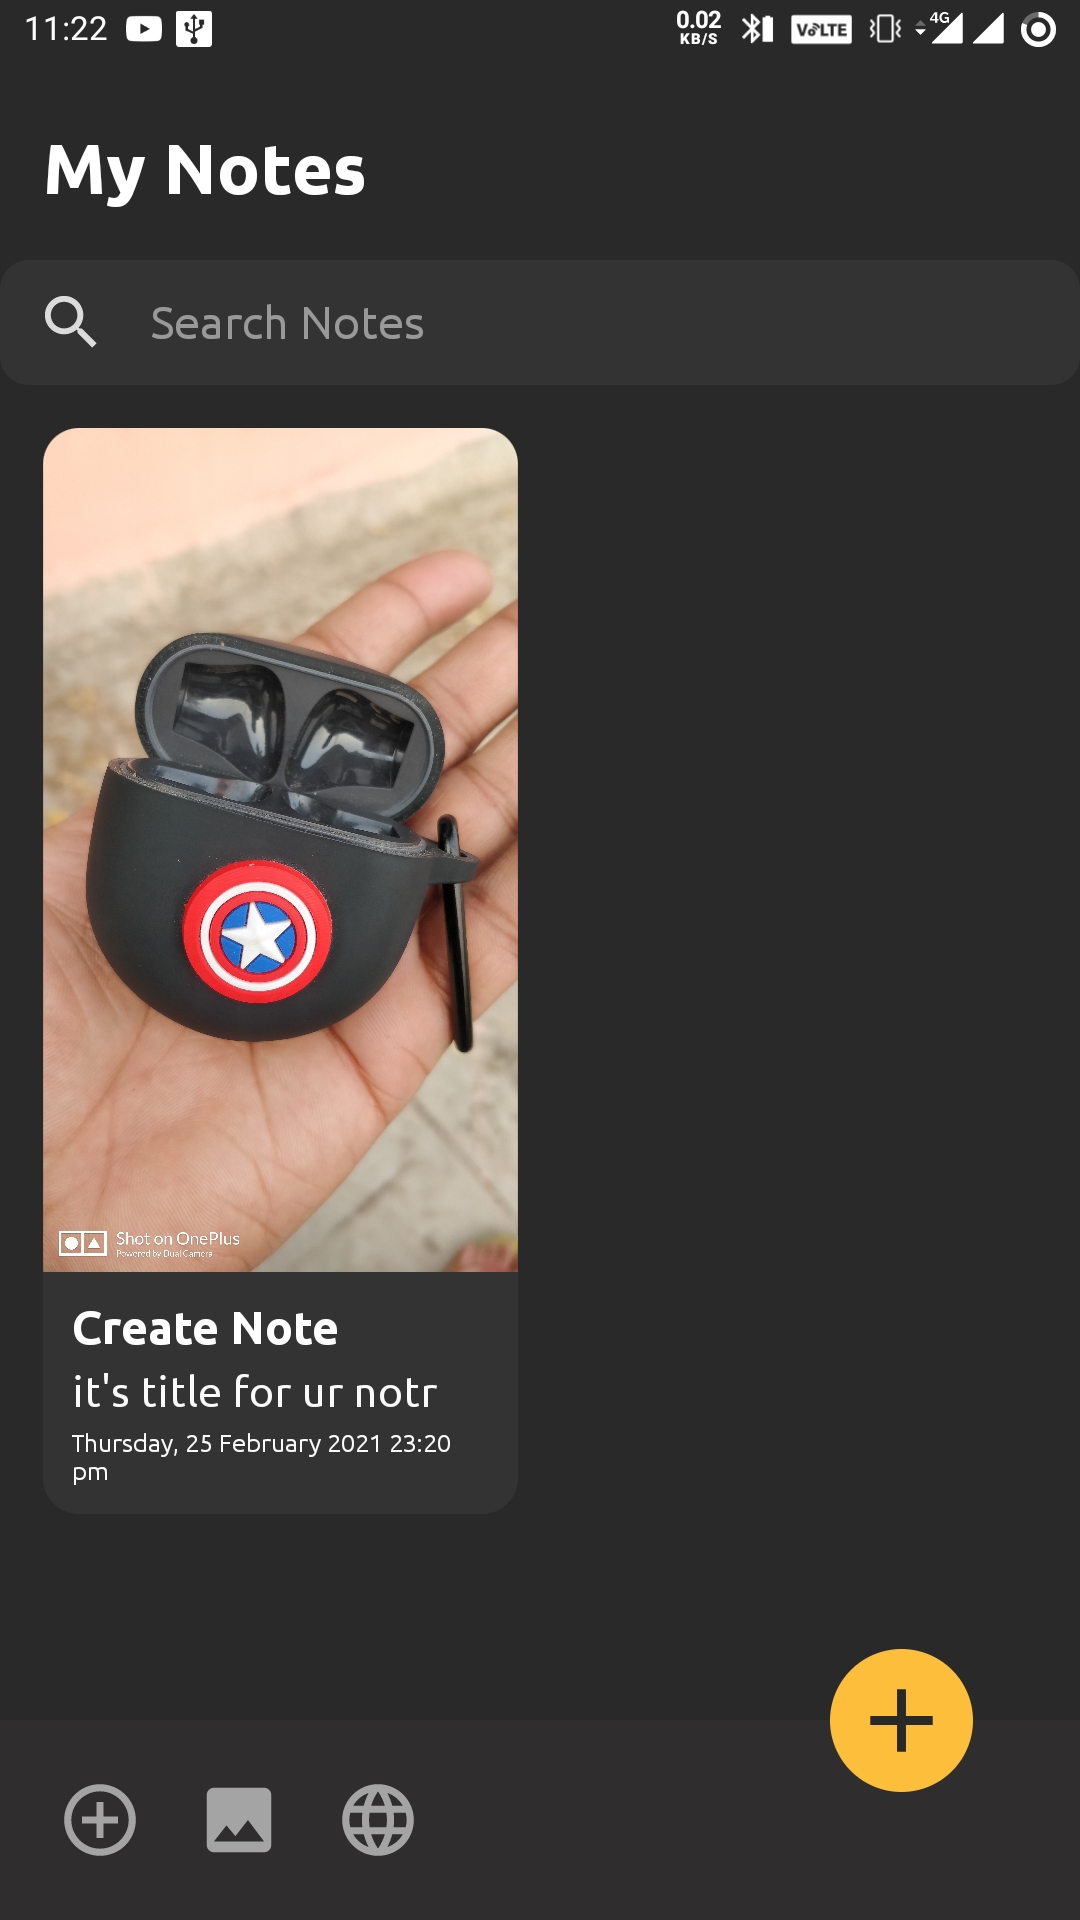 11:22
0.02
KB/S
VoLTE
4G
My Notes
Search Notes
Shot on OnePlus
Powered by Dual Camera
Create Note
it's title for ur notr
Thursday, 25 February 2021 23:20
pm